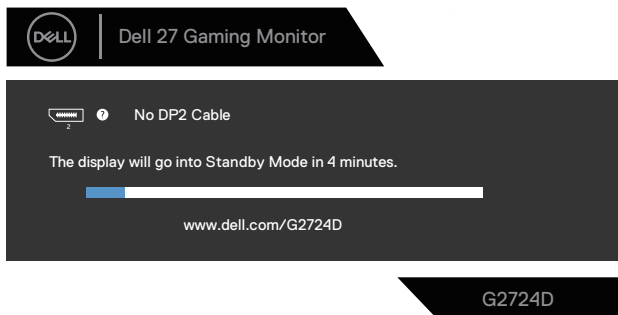 DELL
Dell 27 Gaming Monitor
2
? No DP2 Cable
The display will go into Standby Mode in 4 minutes.
www.dell.com/G2724D
G2724D